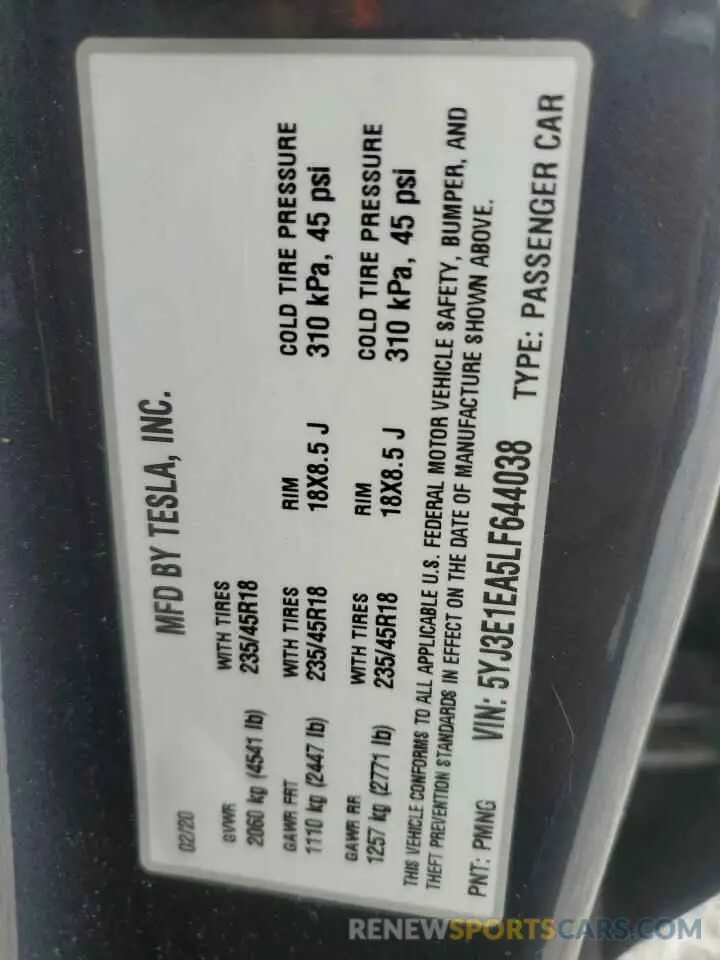 MFD BY TESLA, INC.
02/20
GVWR WITH TIRES
2060 kg (4541 lb) 235/45R18
GAWR FRT WITH TIRES RIM COLD TIRE PRESSURE
1110 kg (2447 lb) 235/45R18 18X8.5 J 310 kPa, 45 psi
GAWR RR WITH TIRES RIM COLD TIRE PRESSURE
1257 kg (2771 lb) 235/45R18 18X8.5 J 310 kPa, 45 psi
THIS VEHICLE CONFORMS TO ALL APPLICABLE U.S. FEDERAL MOTOR VEHICLE SAFETY, BUMPER, AND
THEFT PREVENTION STANDARDS IN EFFECT ON THE DATE OF MANUFACTURE SHOWN ABOVE.
PNT: PMNG VIN: 5YJ3E1EA5LF644038 TYPE: PASSENGER CAR
RENEWSPORTSCARS.COM